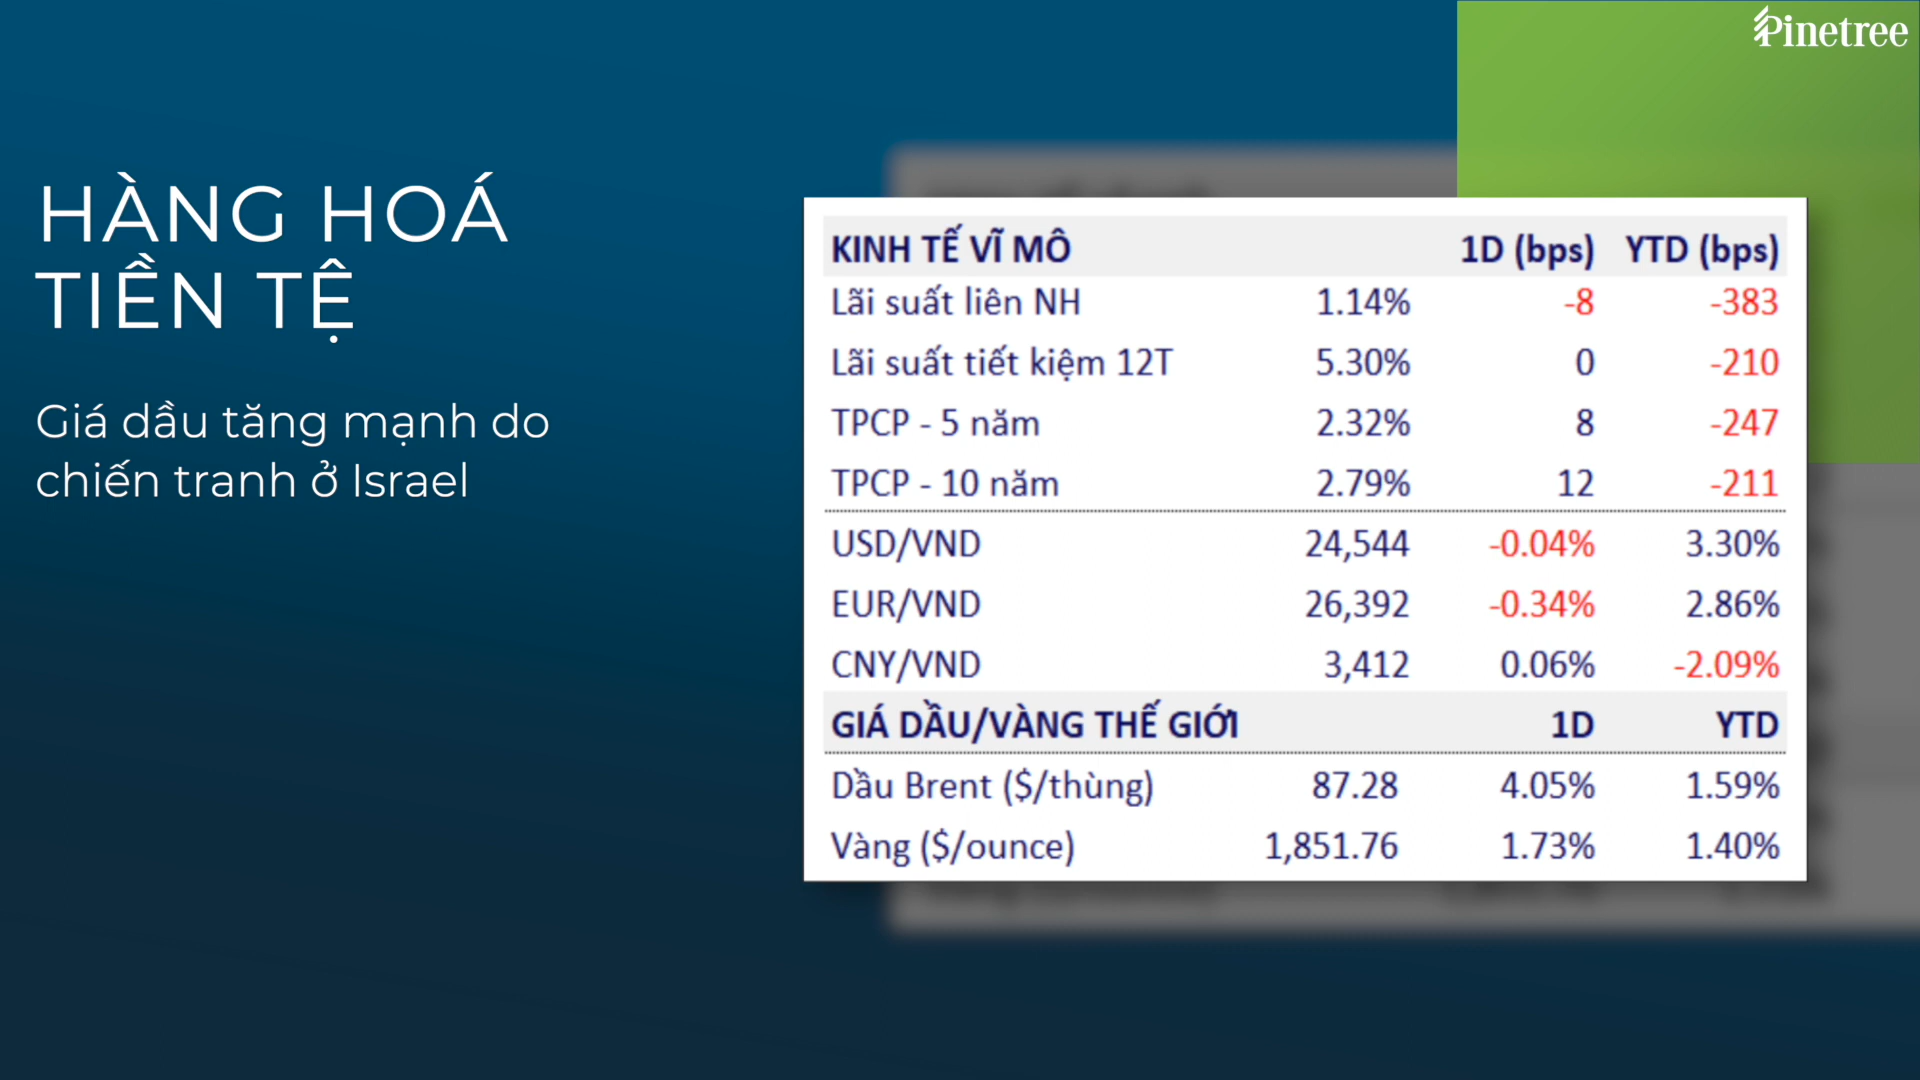 Pinetree
HÀNG HOÁ
TIỀN TỆ
Giá dầu tăng mạnh do
chiến tranh ở Israel
KINH TẾ VĨ MÔ 1D (bps) YTD (bps)
Lãi suất liên NH 1.14% -8 -383
Lãi suất tiết kiệm 12T 5.30% 0 -210
TPCP - 5 năm 2.32% 8 -247
TPCP - 10 năm 2.79% 12 -211
USD/VND 24,544 -0.04% 3.30%
EUR/VND 26,392 -0.34% 2.86%
CNY/VND 3,412 0.06% -2.09%
GIÁ DẦU/VÀNG THẾ GIỚI 1D YTD
Dầu Brent ($/thùng) 87.28 4.05% 1.59%
Vàng ($/ounce) 1,851.76 1.73% 1.40%